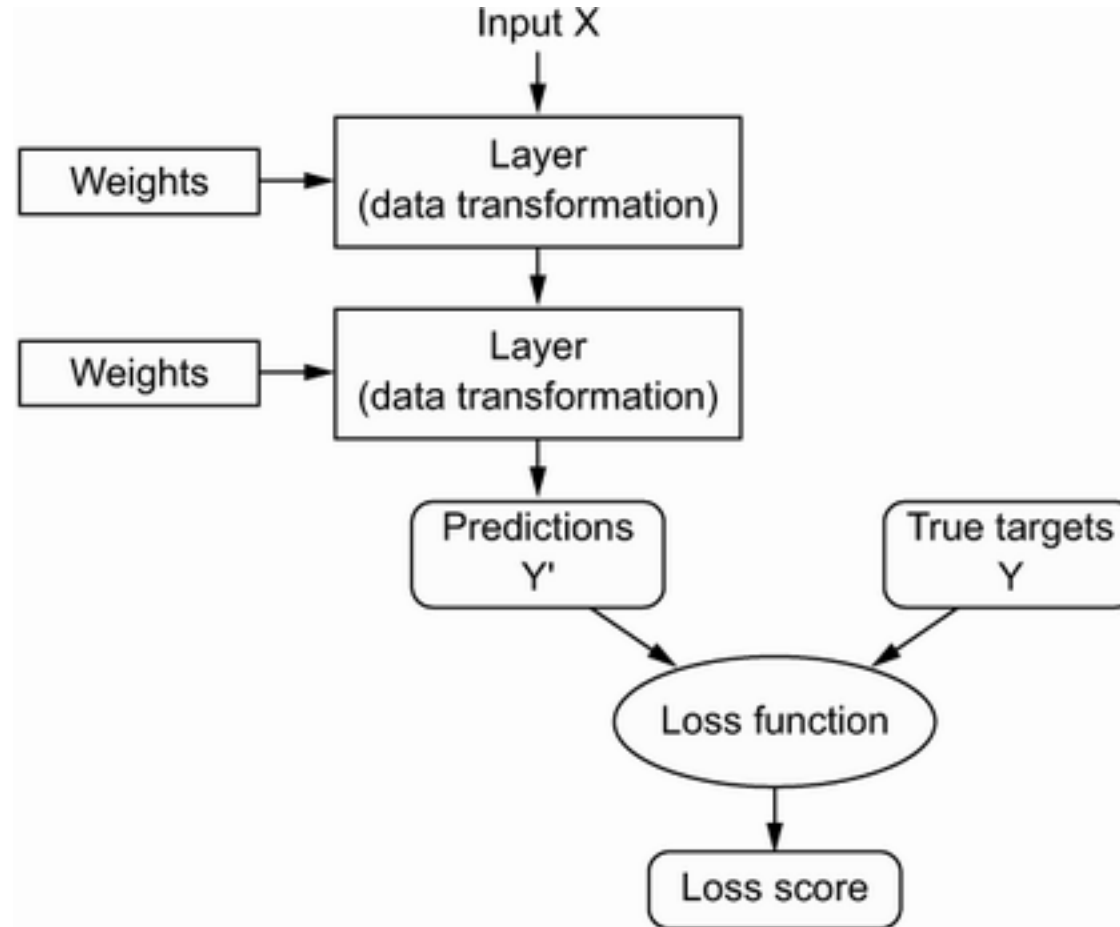 Input X
Layer
(data transformation)
Weights
Layer
(data transformation)
Weights
Predictions
Y'
True targets
Y
Loss function
Loss score